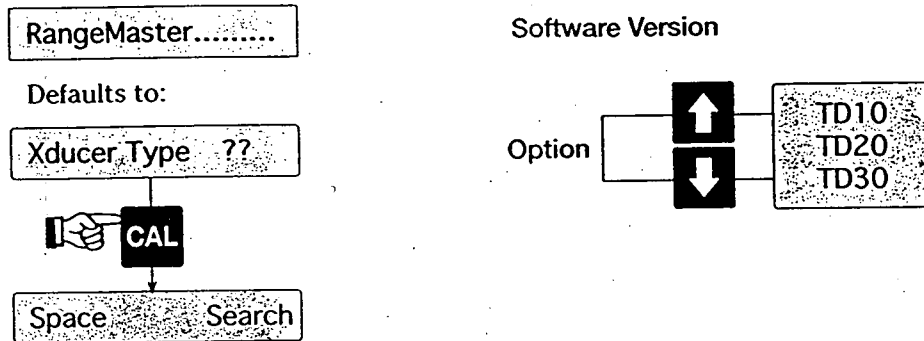 RangeMaster.........
Software Version
Defaults to:
Xducer Type ??
CAL
Space Search
Option
TD10
TD20
TD30